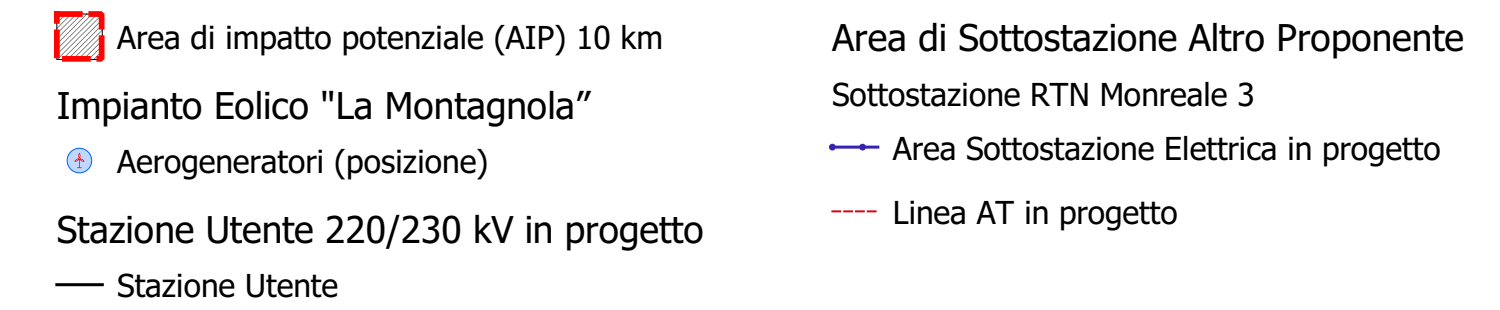 Area di impatto potenziale (AIP) 10 km
Impianto Eolico "La Montagnola”
Aerogeneratori (posizione)
Stazione Utente 220/230 kV in progetto
Stazione Utente
Area di Sottostazione Altro Proponente
Sottostazione RTN Monreale 3
Area Sottostazione Elettrica in progetto
Linea AT in progetto